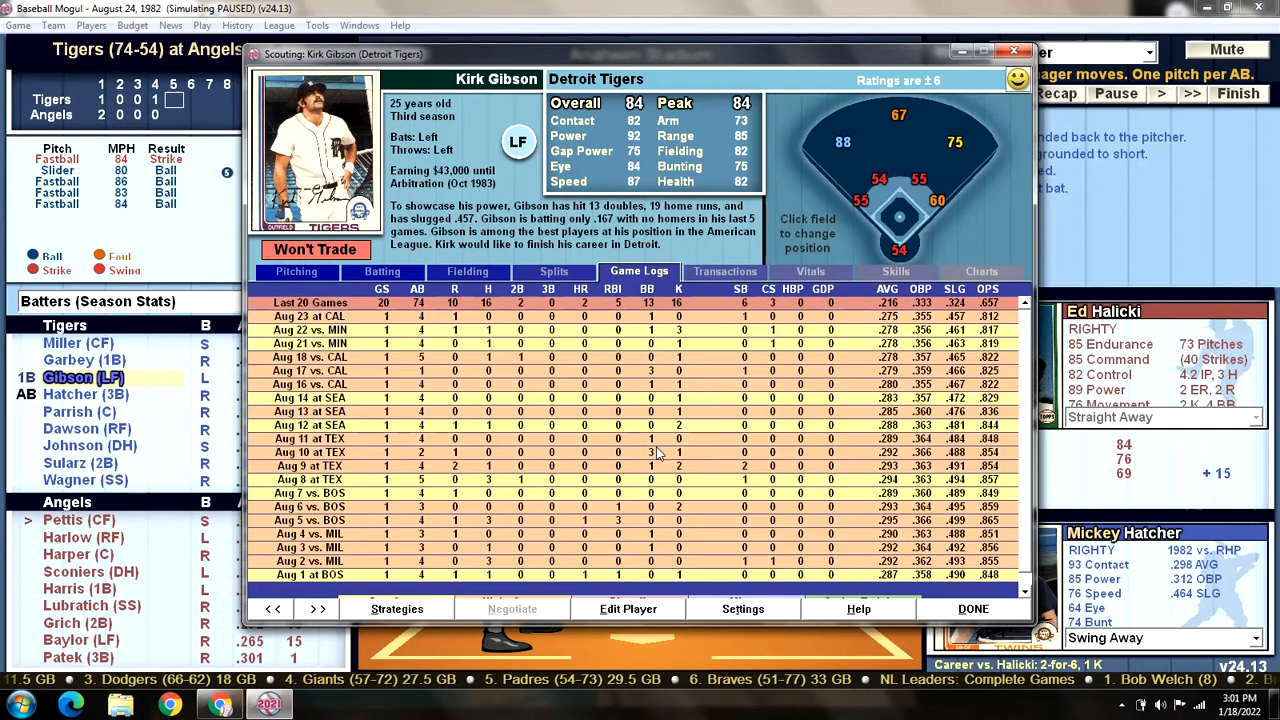 Baseball Mogul - August 24, 1982 (Simulating PAUSED) (v24.13)
Game Team Players Budget News Play History League Tools Windows Help
Tigers (74-54) at Angels
1 2 3 4 5 6 7 8
Tigers 1 0 0 1
Angels 2 0 0 0
Pitch MPH Result
Fastball 84 Strike
Slider 80 Ball
Fastball 86 Ball
Fastball 83 Ball
Fastball 84 Ball
5
Ball Foul
Strike Swing
Batters (Season Stats)
Tigers B
Miller (CF) S
Garbey (1B) R
1B Gibson (LF) L
AB Hatcher (3B) R
Parrish (C) R
Dawson (RF) R
Johnson (DH) S
Sularz (2B) R
Wagner (SS) R
Angels B
> Pettis (CF) S
Harlow (RF) L
Harper (C) R
Sconiers (DH) L
Harris (1B) L
Lubratich (SS) R
Grich (2B) R
Baylor (LF) R .265 15
Patek (3B) R .301 1
Scouting: Kirk Gibson (Detroit Tigers)
Kirk Gibson Detroit Tigers Ratings are ± 6
25 years old
Third season
Bats: Left
Throws: Left
Earning $43,000 until
Arbitration (Oct 1983)
LF
Overall 84 Peak 84
Contact 82 Arm 73
Power 92 Range 85
Gap Power 75 Fielding 82
Eye 84 Bunting 75
Speed 87 Health 82
To showcase his power, Gibson has hit 13 doubles, 19 home runs, and
has slugged .457. Gibson is batting only .167 with no homers in his last 5
games. Gibson is among the best players at his position in the American
League. Kirk would like to finish his career in Detroit.
67
88 75
54 55
55 60
54
Click field
to change
position
OUTFIELD TIGERS
Won't Trade
Pitching Batting Fielding Splits Game Logs Transactions Vitals Skills Charts
GS AB R H 2B 3B HR RBI BB K SB CS HBP GDP AVG OBP SLG OPS
Last 20 Games 20 74 10 16 2 0 2 5 13 16 6 3 0 0 .216 .333 .324 .657
Aug 23 at CAL 1 4 1 0 0 0 0 0 1 0 1 0 0 0 .275 .355 .457 .812
Aug 22 vs. MIN 1 4 1 1 0 0 0 0 1 3 0 1 0 0 .278 .356 .461 .817
Aug 21 vs. MIN 1 4 0 1 0 0 0 0 0 1 0 1 0 0 .278 .356 .463 .819
Aug 18 vs. CAL 1 5 0 1 1 0 0 0 0 1 0 0 0 0 .278 .357 .465 .822
Aug 17 vs. CAL 1 2 1 0 0 0 0 0 3 0 1 0 0 0 .279 .359 .466 .825
Aug 16 vs. CAL 1 4 0 0 0 0 0 0 1 1 0 0 0 0 .280 .355 .467 .822
Aug 14 at SEA 1 4 0 0 0 0 0 0 0 1 0 0 0 0 .283 .357 .472 .829
Aug 13 at SEA 1 4 0 0 0 0 0 0 0 1 0 0 0 0 .285 .360 .476 .836
Aug 12 at SEA 1 4 0 0 0 0 0 0 0 2 0 0 0 0 .288 .363 .481 .844
Aug 11 at TEX 1 4 0 0 0 0 0 0 1 0 0 0 0 0 .289 .364 .484 .848
Aug 10 at TEX 1 2 1 0 0 0 0 0 3 1 0 0 0 0 .292 .366 .488 .854
Aug 9 at TEX 1 4 2 1 0 0 0 0 1 2 2 0 0 0 .293 .363 .491 .854
Aug 8 at TEX 1 5 0 3 1 0 0 0 0 0 1 0 0 0 .294 .363 .494 .857
Aug 7 vs. BOS 1 4 1 0 0 0 0 0 0 0 0 0 0 0 .289 .360 .489 .849
Aug 6 vs. BOS 1 3 0 0 0 0 0 1 0 2 0 0 0 0 .293 .364 .495 .859
Aug 5 vs. BOS 1 4 1 3 0 0 1 3 0 0 0 0 0 0 .295 .366 .499 .865
Aug 4 vs. MIL 1 3 1 1 0 0 0 0 1 0 0 0 0 0 .290 .363 .488 .851
Aug 3 vs. MIL 1 3 0 1 0 0 0 0 1 0 0 0 0 0 .292 .364 .492 .856
Aug 2 vs. MIL 1 4 0 3 0 0 0 0 0 0 1 1 0 0 .292 .362 .493 .855
Aug 1 at BOS 1 4 1 1 0 0 1 1 0 1 0 0 0 0 .287 .358 .490 .848
<< >> Strategies Negotiate Edit Player Settings Help DONE
Mute
ager moves. One pitch per AB.
Recap Pause > >> Finish
nded back to the pitcher.
grounded to short.
at bat.
Ed Halicki
RIGHTY
85 Endurance 73 Pitches
85 Command (40 Strikes)
82 Control 4.2 IP, 3 H
89 Power 2 ER, 2 R
76 Movement 2 K, 4 BB
Straight Away
84
76
69
+ 15
Mickey Hatcher
RIGHTY 1982 vs. RHP
93 Contact .298 AVG
85 Power .312 OBP
76 Speed .464 SLG
64 Eye
74 Bunt
TWINS
Swing Away
Career vs. Halicki: 2-for-6, 1 K
v24.13
11.5 GB • 3. Dodgers (66-62) 18 GB • 4. Giants (57-72) 27.5 GB • 5. Padres (54-73) 29.5 GB • 6. Braves (51-77) 33 GB NL Leaders: Complete Games • 1. Bob Welch (8) • 2.
2021
3:01 PM
1/18/2022